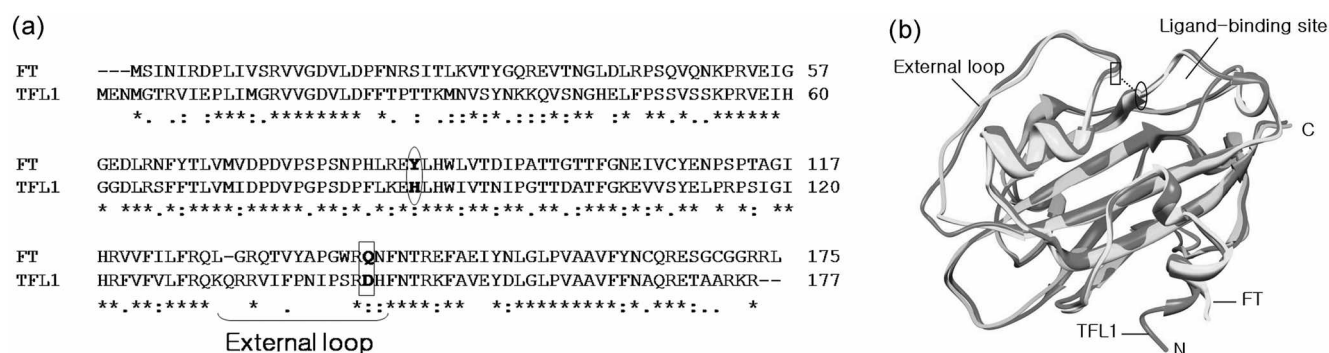 (a)
FT ---MSINIRDPLIVSRVVGDVLDPFNRSITLKVTYGQREVTNGLDLRPSQVQNKPRVEIG 57
TFL1 MENMGTRVIEPLIMGRVVGDVLDFFTPTTKMNVSYNKKQVSNGHELFPSSVSSKPRVEIH 60
*. .: :***:.******** *. : .::*:*.:::*:** :* **.*..******
FT GEDLRNFYTLVMVDPDVPSPSNPHLREYLHWLVTDIPATTGTTFGNEIVCYENPSPTAGI 117
TFL1 GGDLRSFFTLVMIDPDVPGPSDPFLKEHLHWIVTNIPGTTDATFGKEVVSYELPRPSIGI 120
* ***.*:****:*****.**:*.*:*:***:**:**.**.:***:*:*.** * *: **
FT HRVVFILFRQL-GRQTVYAPGWRQNFNTREFAEIYNLGLPVAAVFYNCQRESGCGGRRL 175
TFL1 HRFVFVLFRQKQRRVIFPNIPSRDHFNTRKFAVEYDLGLPVAAVFFNAQRETAARKR-- 177
**.**:**** * . *::****:** *:*********:*.***:. *
External loop
(b)
External loop
Ligand-binding site
C
FT
TFL1
N